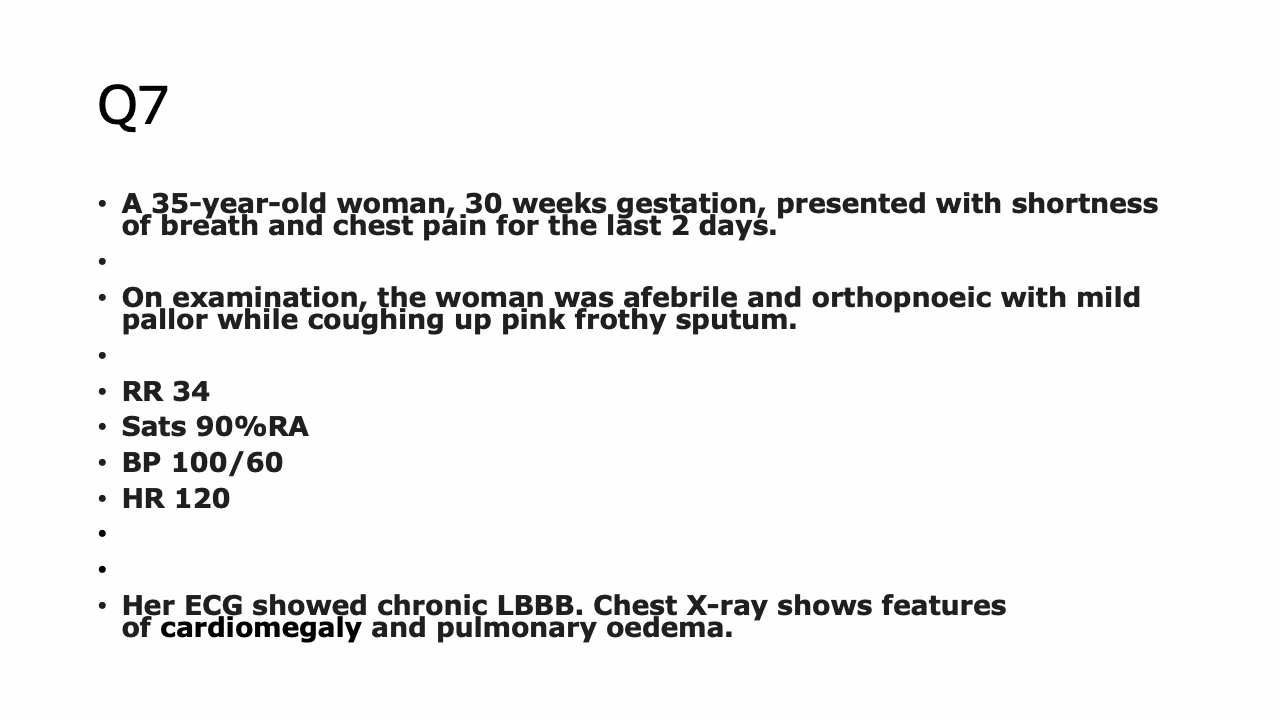 Q7
• A 35-year-old woman, 30 weeks gestation, presented with shortness
of breath and chest pain for the last 2 days.
•
• On examination, the woman was afebrile and orthopnoeic with mild
pallor while coughing up pink frothy sputum.
•
• RR 34
• Sats 90%RA
• BP 100/60
• HR 120
•
•
• Her ECG showed chronic LBBB. Chest X-ray shows features
of cardiomegaly and pulmonary oedema.